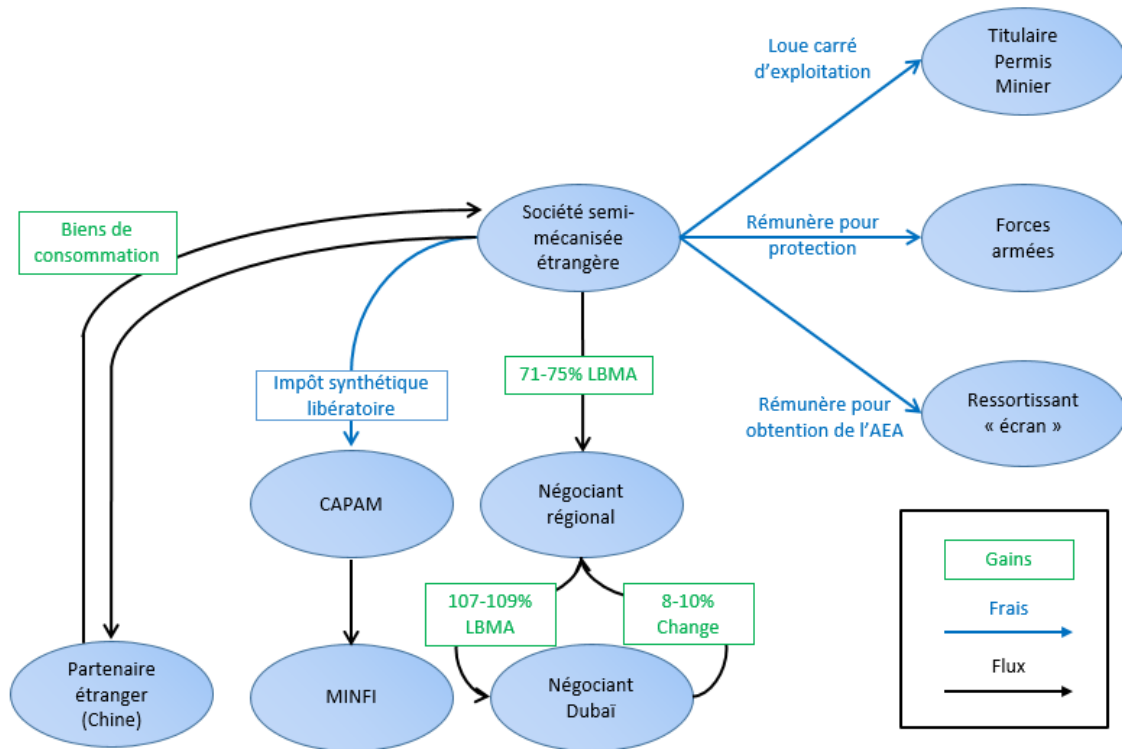 Loue carré
d’exploitation
Titulaire
Permis
Minier
Biens de
consommation
Société semi-
mécanisée
étrangère
Rémunère pour
protection
Forces
armées
Impôt synthétique
libératoire
71-75% LBMA
Rémunère pour
obtention de l’AEA
Ressortissant
« écran »
CAPAM
Négociant
régional
107-109%
LBMA
8-10%
Change
Partenaire
étranger
(Chine)
MINFI
Négociant
Dubaï
Gains
Frais
Flux